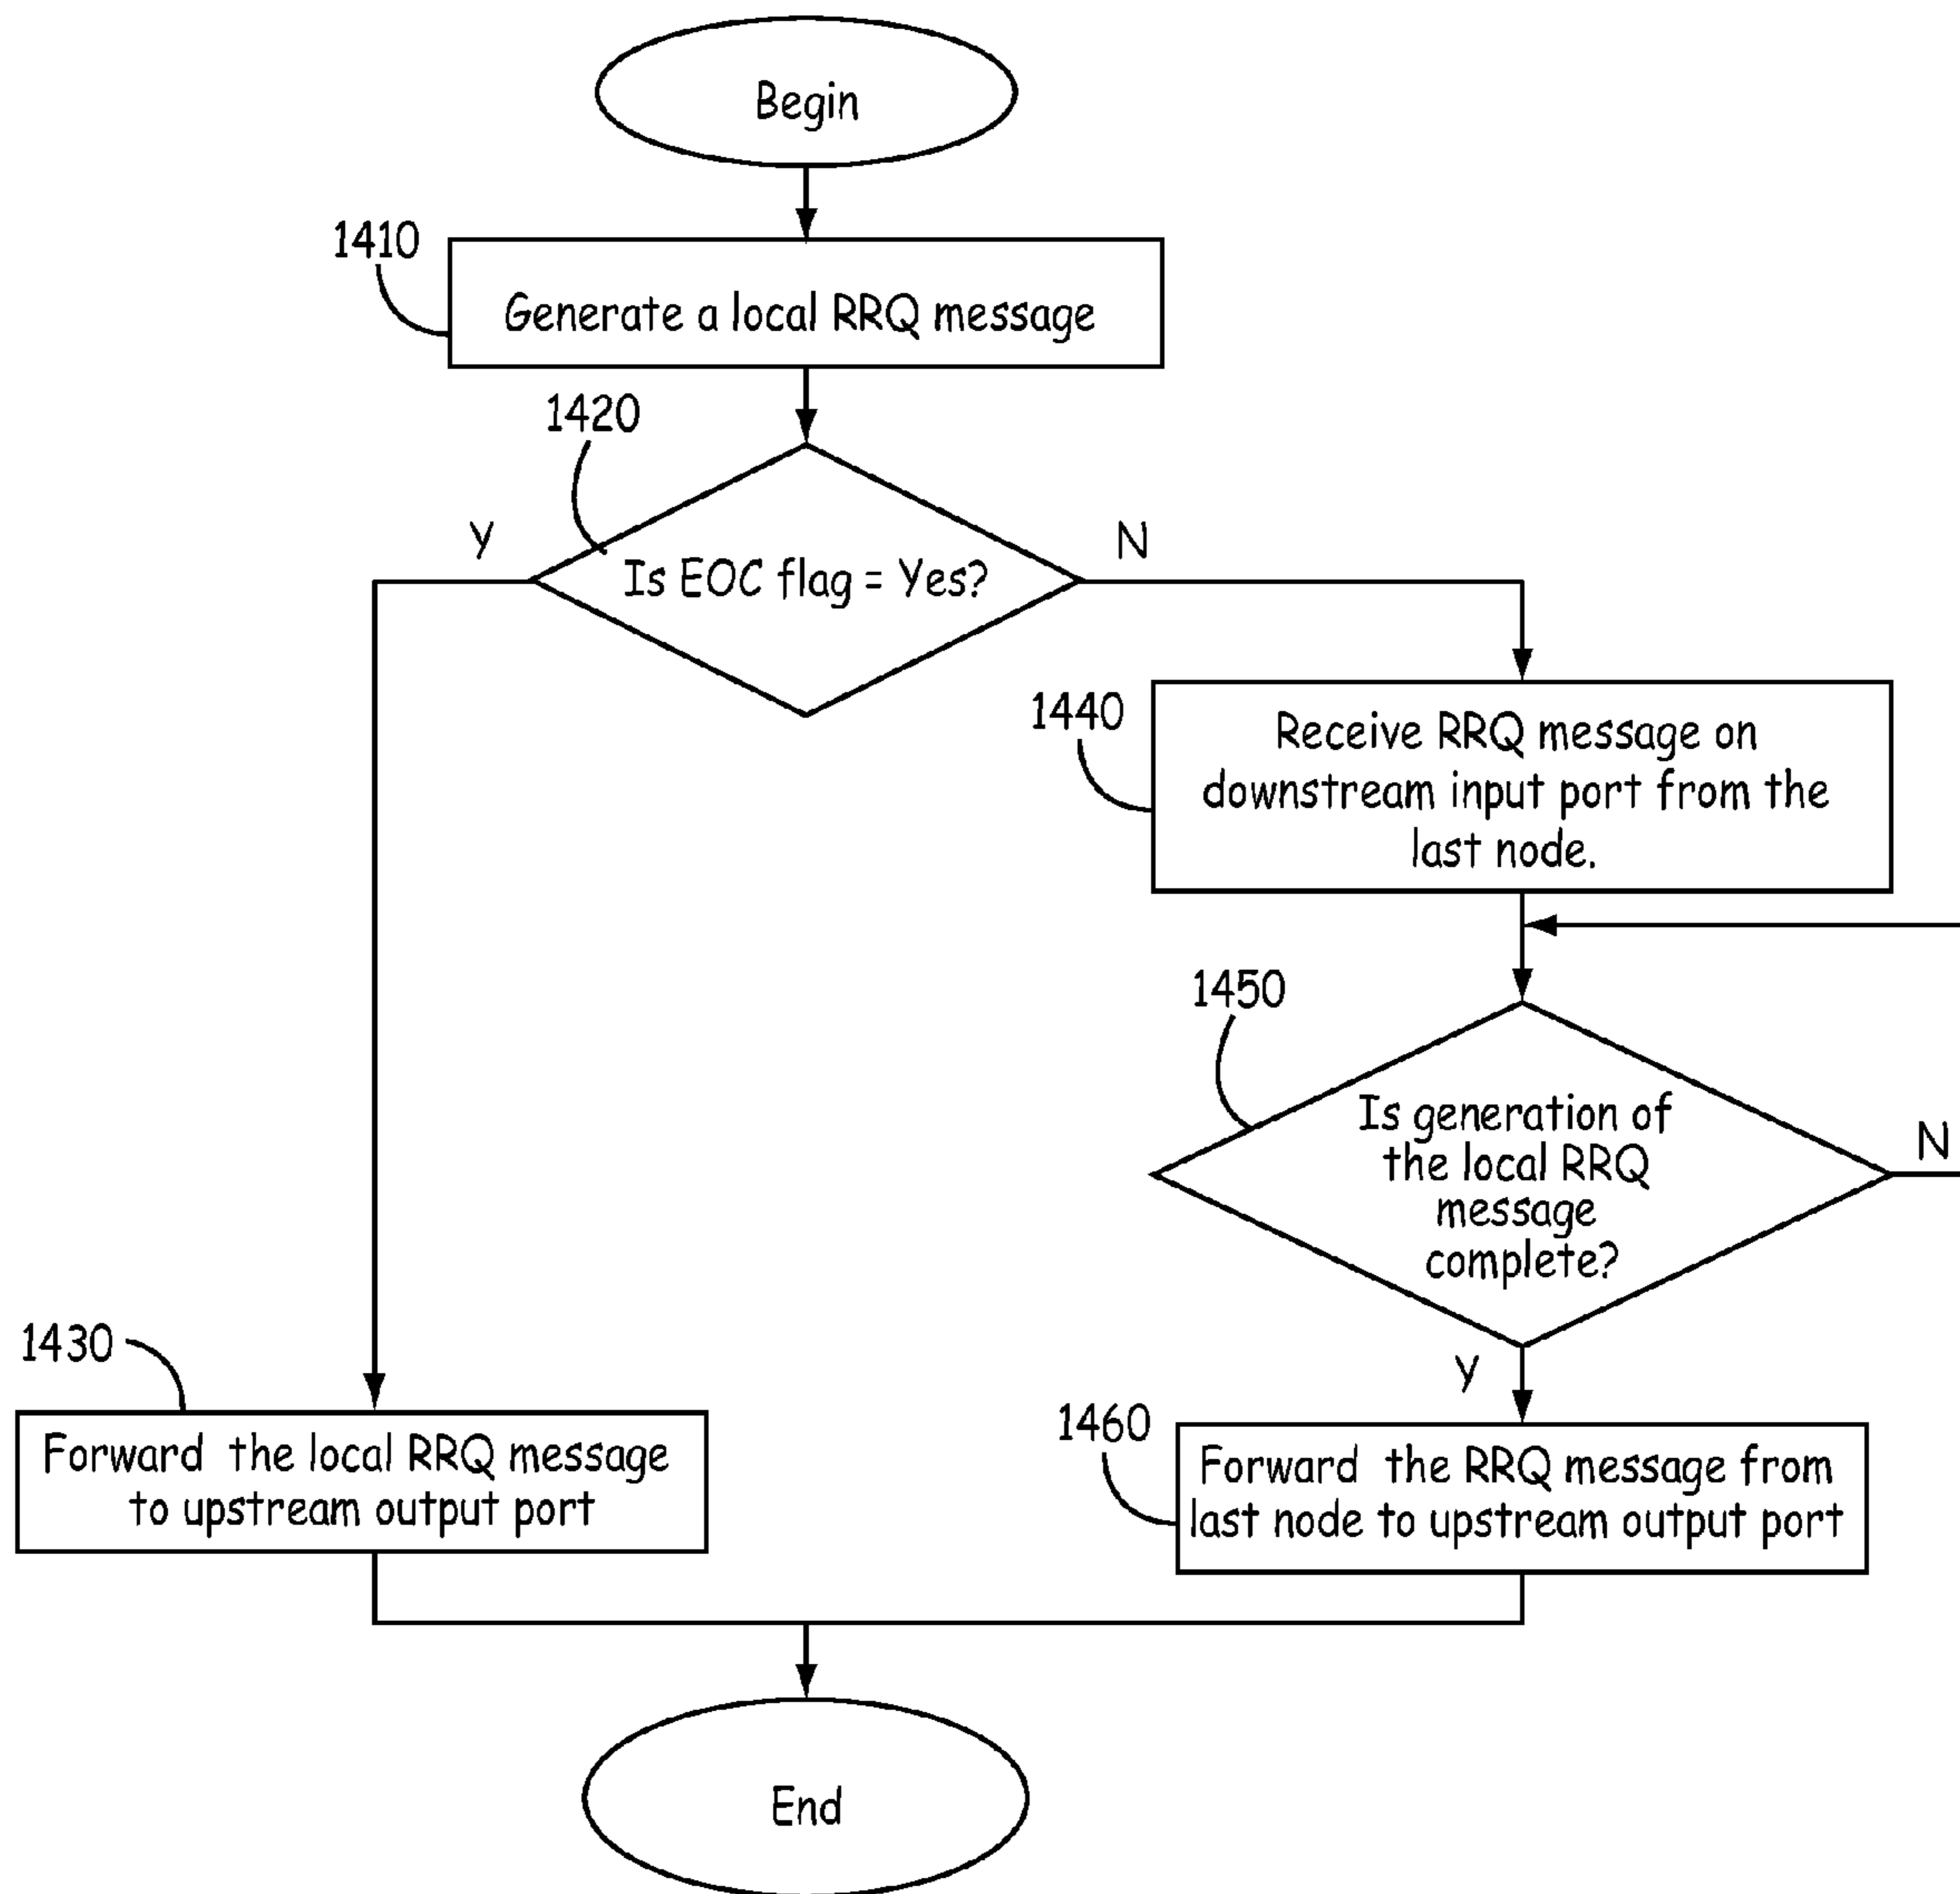 Begin
1410
Generate a local RRQ message
1420
Y
N
Is EOC flag = Yes?
1440
Receive RRQ message on
downstream input port from the
last node.
1450
Is generation of
the local RRQ
message
complete?
N
Y
1430
Forward the local RRQ message
to upstream output port
1460
Forward the RRQ message from
last node to upstream output port
End